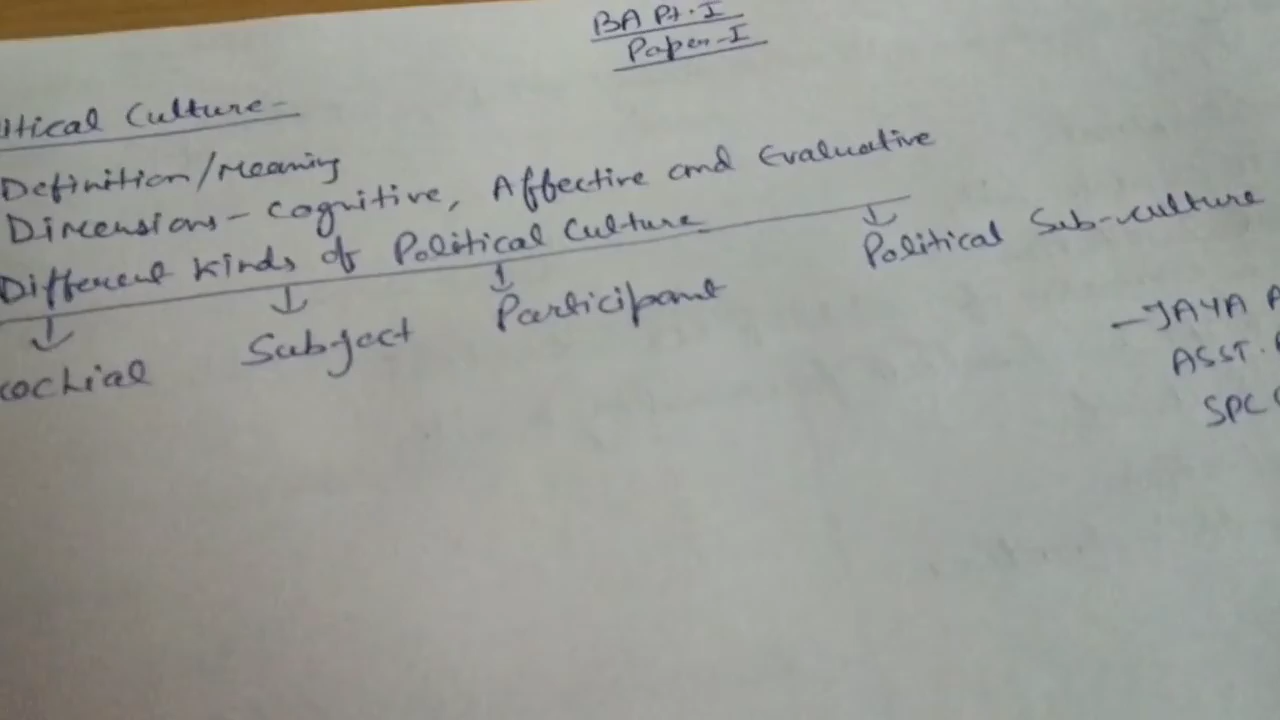 BA Pt. I
Paper-I
itical Culture-
Definition/Meaning
Dimensions- Cognitive, Affective and Evaluative
Different kinds of Political Culture
ochial Subject Participant Political Sub-culture
-JAYA
ASST.
SPC